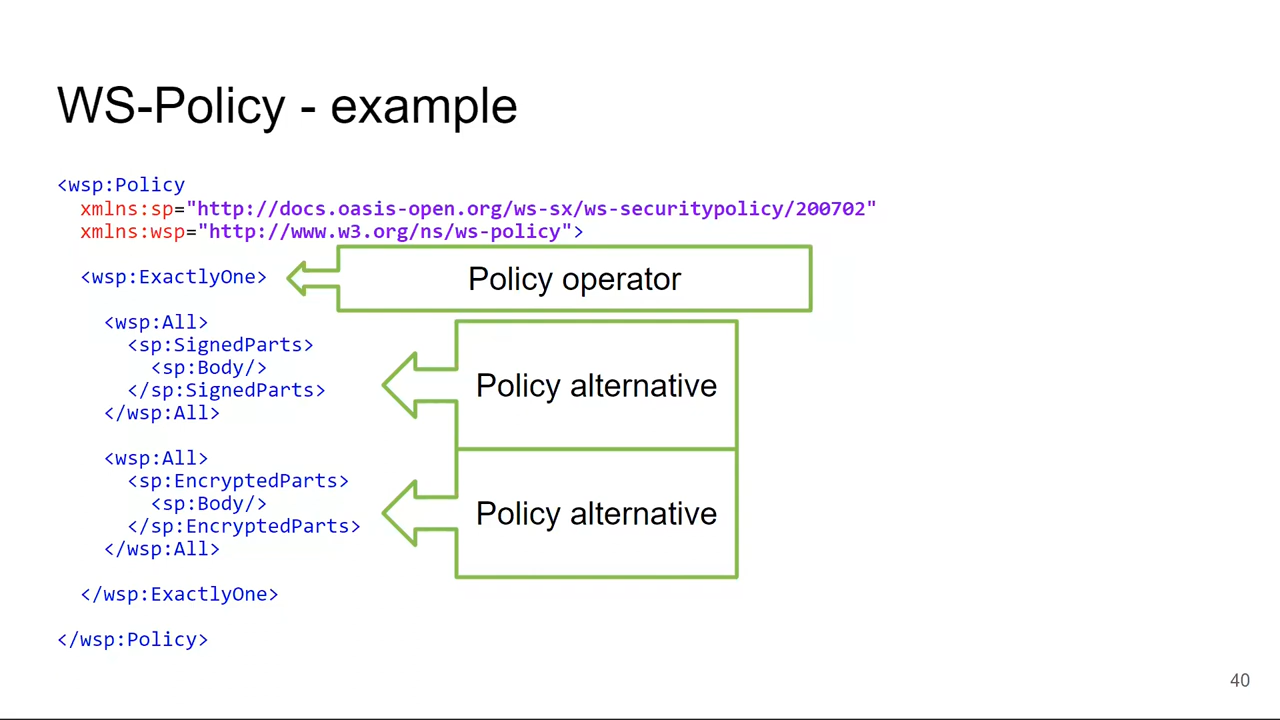 WS-Policy - example
<wsp:Policy
xmlns:sp="http://docs.oasis-open.org/ws-sx/ws-securitypolicy/200702"
xmlns:wsp="http://www.w3.org/ns/ws-policy">
<wsp:ExactlyOne>
Policy operator
<wsp:All>
<sp:SignedParts>
<sp:Body/>
</sp:SignedParts>
</wsp:All>
Policy alternative
<wsp:All>
<sp:EncryptedParts>
<sp:Body/>
</sp:EncryptedParts>
</wsp:All>
Policy alternative
</wsp:ExactlyOne>
</wsp:Policy>
40